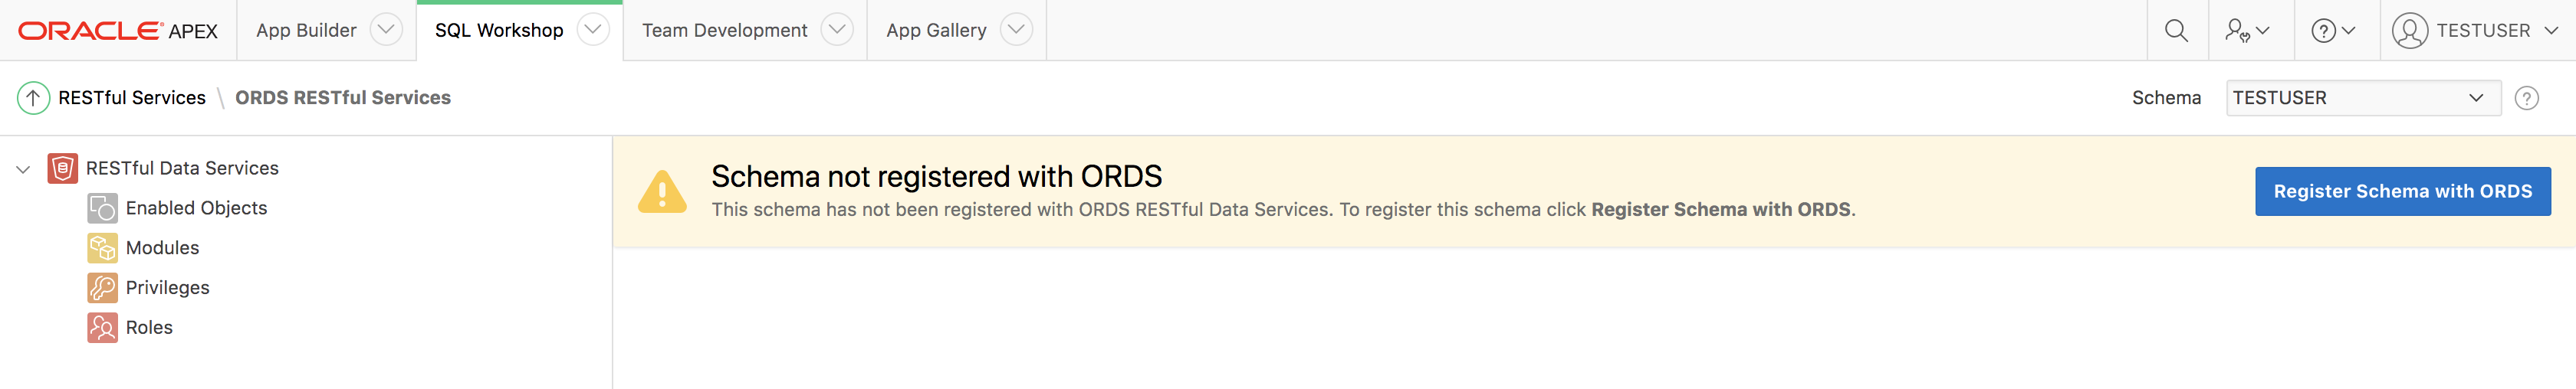 ORACLE APEX App Builder SQL Workshop Team Development App Gallery TESTUSER
RESTful Services \ ORDS RESTful Services Schema TESTUSER ?
RESTful Data Services
Enabled Objects
Modules
Privileges
Roles
Schema not registered with ORDS
This schema has not been registered with ORDS RESTful Data Services. To register this schema click Register Schema with ORDS.
Register Schema with ORDS